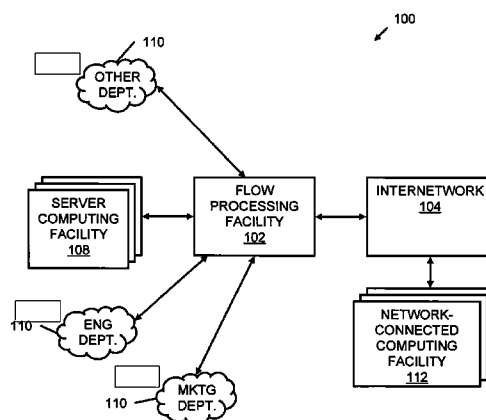 100
110
OTHER
DEPT.
SERVER
COMPUTING
FACILITY
108
FLOW
PROCESSING
FACILITY
102
INTERNETWORK
104
110
ENG
DEPT.
NETWORK-
CONNECTED
COMPUTING
FACILITY
112
110
MKTG
DEPT.